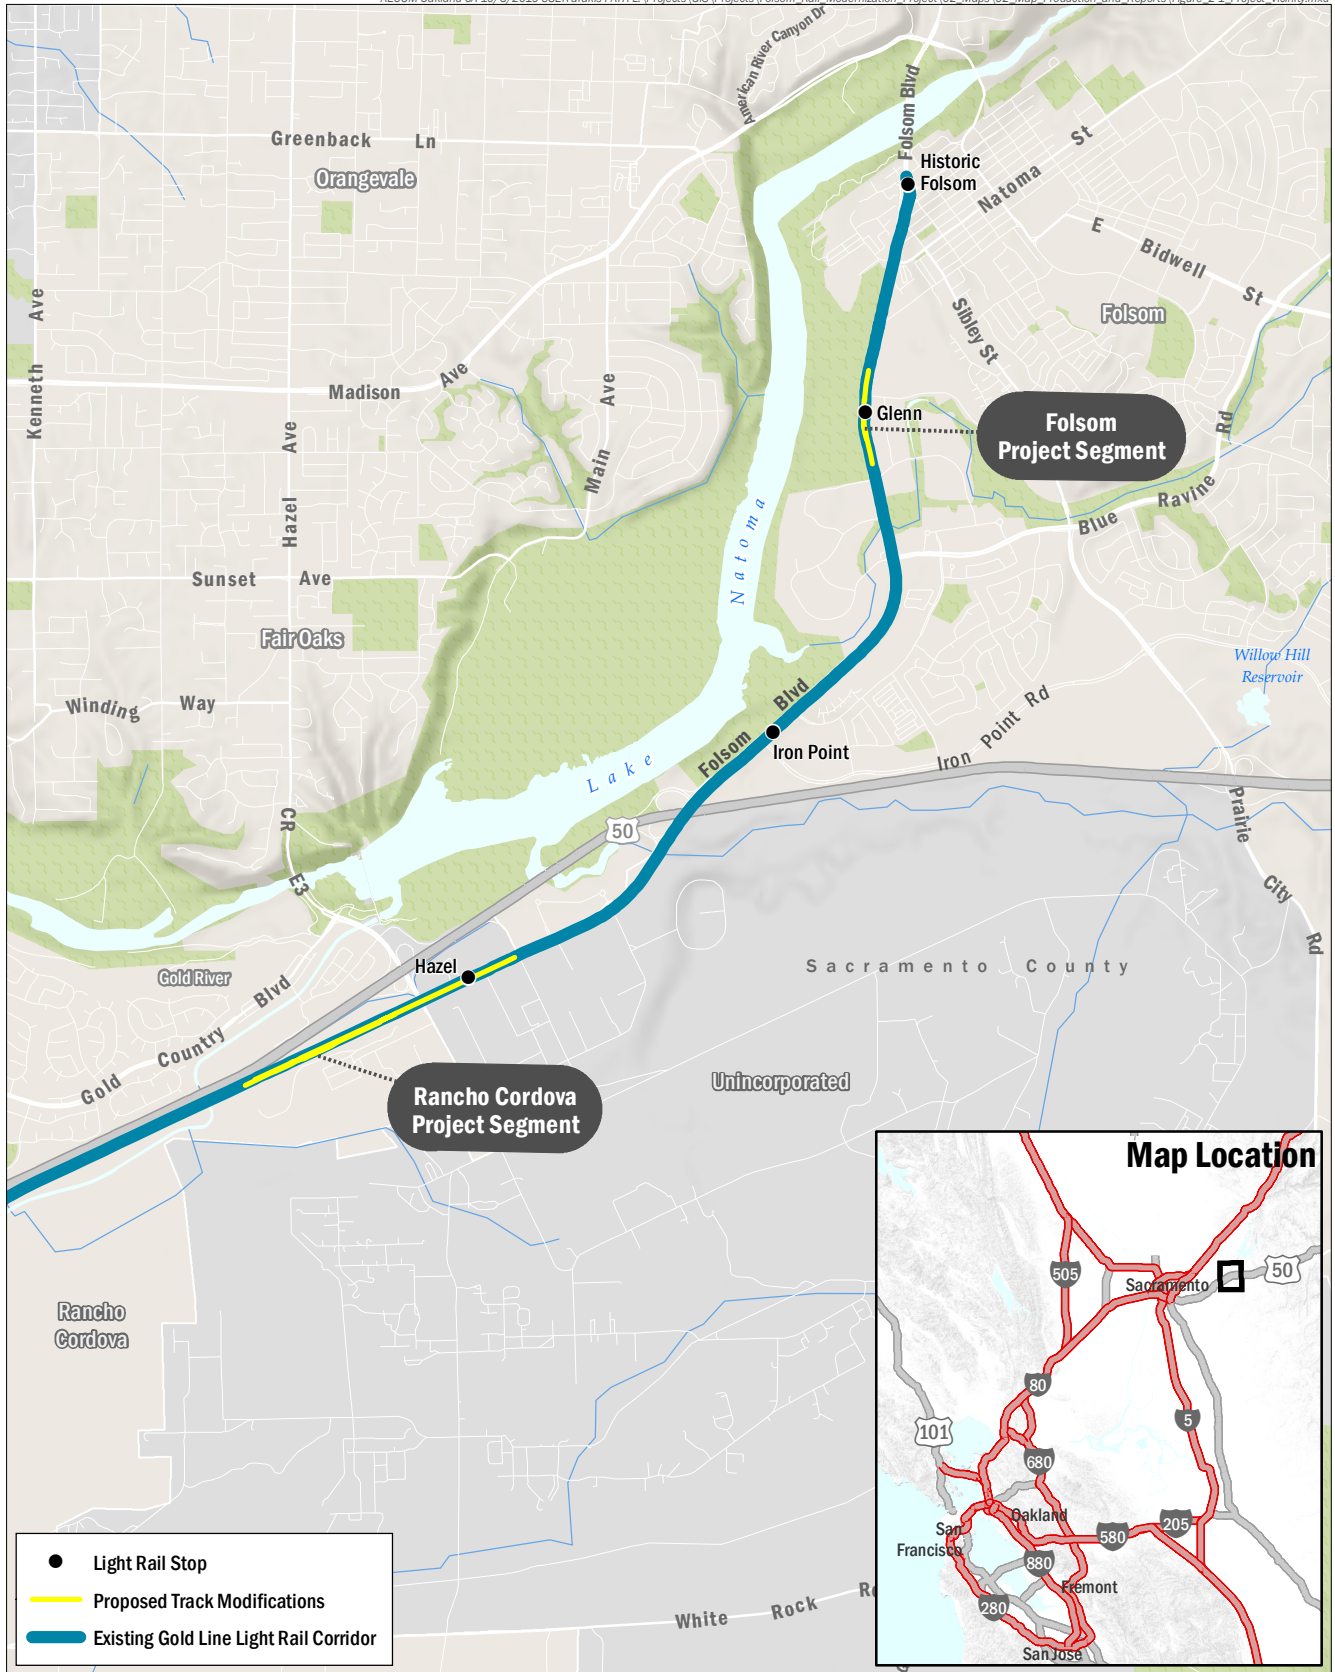 American River Canyon Dr
Folsom Blvd
Greenback Ln
Orangevale
Historic
Folsom
Natoma St
E Bidwell St
Kenneth Ave
Folsom
Sibley St
Madison Ave
Hazel Ave
Main Ave
Glenn
Folsom
Project Segment
Blue Ravine Rd
Sunset Ave
Fair Oaks
Lake Natoma
Willow Hill
Reservoir
Winding Way
Folsom Blvd
Iron Point
Iron Point Rd
50
CR E3
Prairie City Rd
Hazel
Sacramento County
Gold River
Gold Country Blvd
Unincorporated
Rancho Cordova
Project Segment
Rancho
Cordova
White Rock
Light Rail Stop
Proposed Track Modifications
Existing Gold Line Light Rail Corridor
Map Location
505
Sacramento
50
80
5
101
680
Oakland
San
Francisco
580
205
880
Fremont
280
San Jose